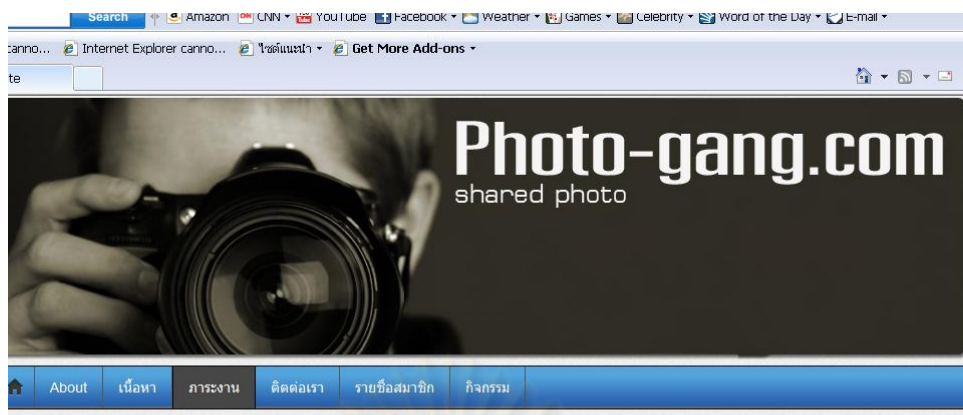 Search Amazon CNN YouTube Facebook Weather Games Celebrity Word of the Day E-mail
canno... Internet Explorer canno... ไซต์แนะนำ Get More Add-ons
te
Photo-gang.com
shared photo
About เนื้อหา ภาระงาน ติดต่อเรา รายชื่อสมาชิก กิจกรรม